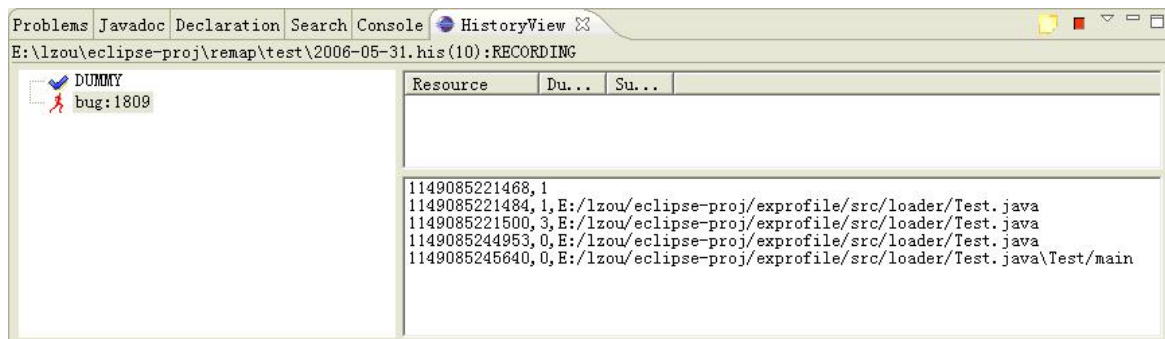 Problems Javadoc Declaration Search Console HistoryView
E:\lzou\eclipse-proj\remap\test\2006-05-31.his(10):RECORDING
DUMMY
bug:1809
Resource Du... Su...
1149085221468,1
1149085221484,1,E:/lzou/eclipse-proj/exprofile/src/loader/Test.java
1149085221500,3,E:/lzou/eclipse-proj/exprofile/src/loader/Test.java
1149085244953,0,E:/lzou/eclipse-proj/exprofile/src/loader/Test.java
1149085245640,0,E:/lzou/eclipse-proj/exprofile/src/loader/Test.java\Test/main